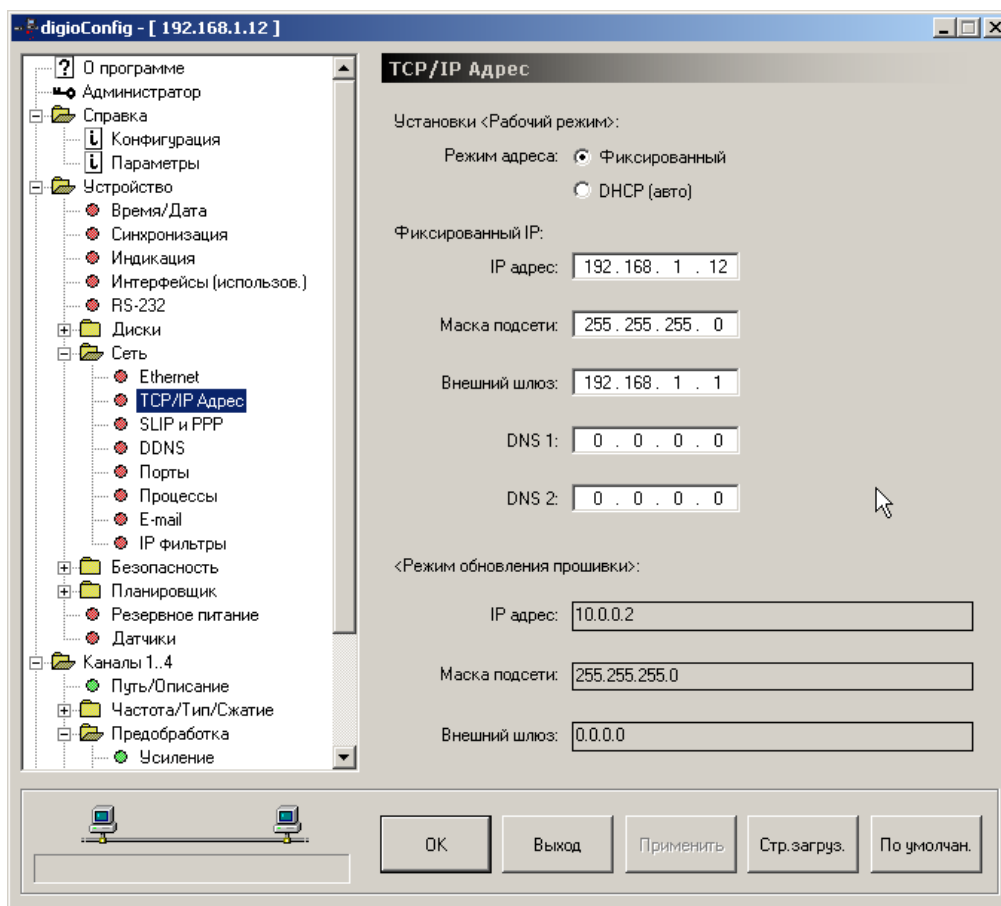 digioConfig - [ 192.168.1.12 ]
О программе
Администратор
Справка
Конфигурация
Параметры
Устройство
Время/Дата
Синхронизация
Индикация
Интерфейсы (использов.)
RS-232
Диски
Сеть
Ethernet
TCP/IP Адрес
SLIP и PPP
DDNS
Порты
Процессы
E-mail
IP фильтры
Безопасность
Планировщик
Резервное питание
Датчики
Каналы 1..4
Путь/Описание
Частота/Тип/Сжатие
Предобработка
Усиление
TCP/IP Адрес
Установки <Рабочий режим>:
Режим адреса: Фиксированный
DHCP (авто)
Фиксированный IP:
IP адрес: 192 . 168 . 1 . 12
Маска подсети: 255 . 255 . 255 . 0
Внешний шлюз: 192 . 168 . 1 . 1
DNS 1: 0 . 0 . 0 . 0
DNS 2: 0 . 0 . 0 . 0
<Режим обновления прошивки>:
IP адрес: 10.0.0.2
Маска подсети: 255.255.255.0
Внешний шлюз: 0.0.0.0
OK Выход Применить Стр.загруз. По умолчан.